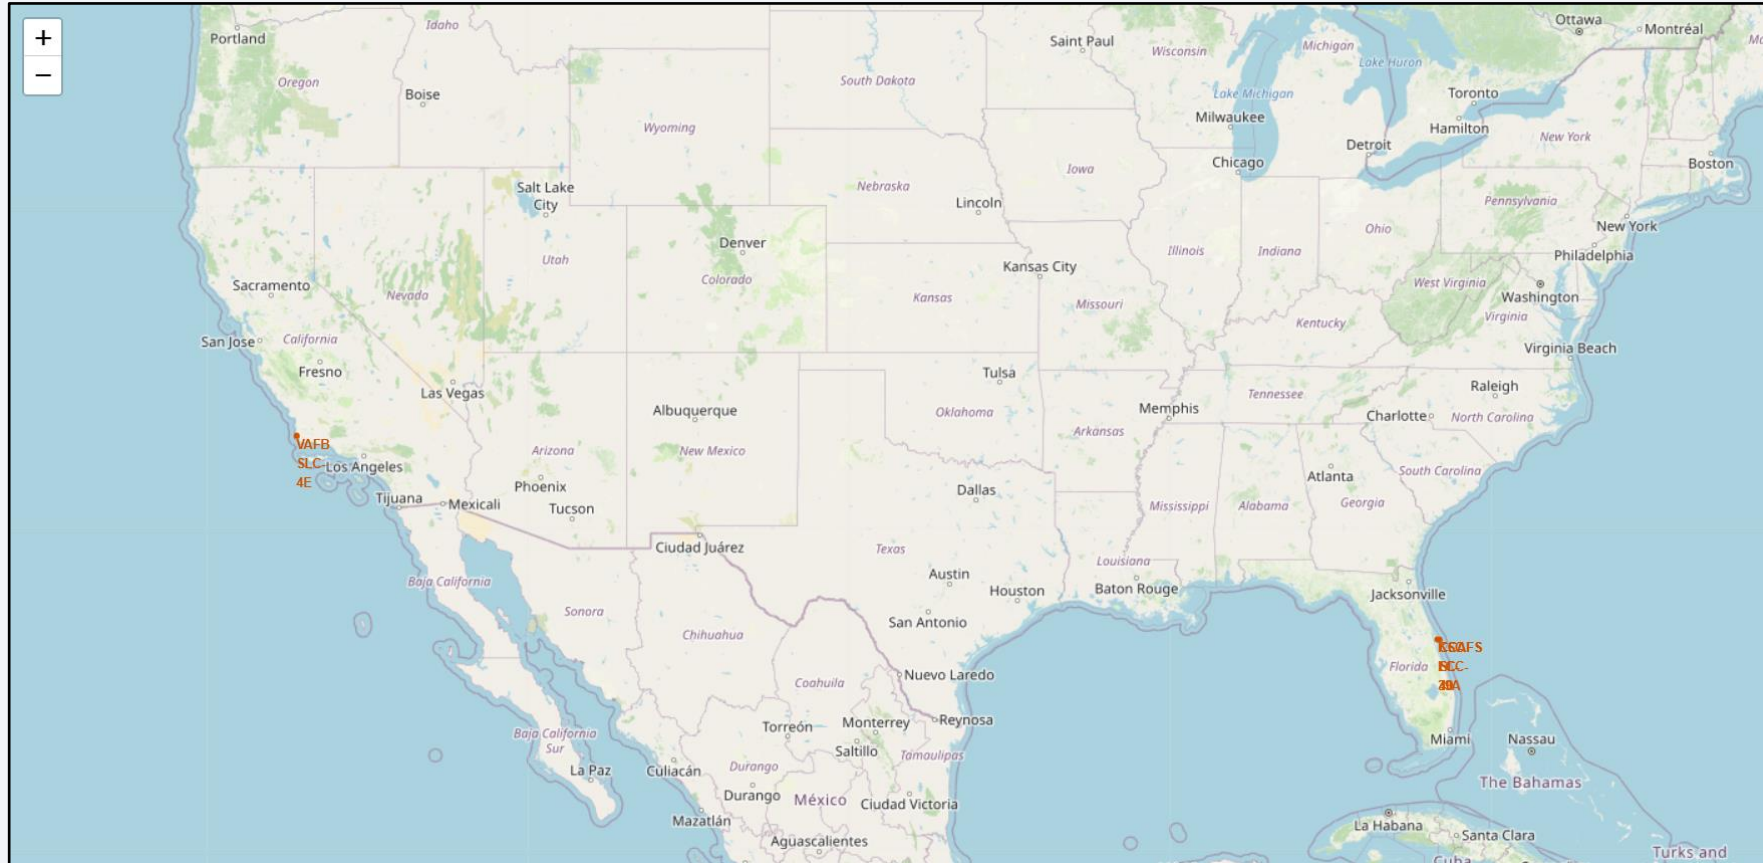 +
−
Idaho
Portland
Oregon
Boise
Wyoming
South Dakota
Saint Paul
Wisconsin
Michigan
Lake Huron
Ottawa
Montréal
Lake Michigan
Toronto
Hamilton
Milwaukee
Chicago
Detroit
New York
Boston
Iowa
Nebraska
Lincoln
Salt Lake
City
Pennsylvania
New York
Philadelphia
Ohio
Illinois
Indiana
Denver
Utah
Colorado
Kansas City
Kansas
Missouri
Sacramento
Nevada
West Virginia
Washington
Virginia
Kentucky
San Jose
California
Fresno
Virginia Beach
Las Vegas
Tulsa
Raleigh
Tennessee
Albuquerque
Oklahoma
Memphis
Charlotte
North Carolina
Arkansas
VAFB
SLC-
4E
Los Angeles
Arizona
New Mexico
South Carolina
Atlanta
Phoenix
Dallas
Tijuana
Mexicali
Tucson
Mississippi
Alabama
Georgia
Ciudad Juárez
Texas
Louisiana
Baja California
Austin
Houston
Baton Rouge
Jacksonville
Sonora
San Antonio
Chihuahua
Florida
Nuevo Laredo
Coahuila
Torreón
Monterrey
Reynosa
Saltillo
Tamaulipas
Miami
Nassau
Baja California
Sur
La Paz
Culiacán
Durango
The Bahamas
Durango
México
Ciudad Victoria
Mazatlán
La Habana
Santa Clara
Aguascalientes
Cuba
Turks and